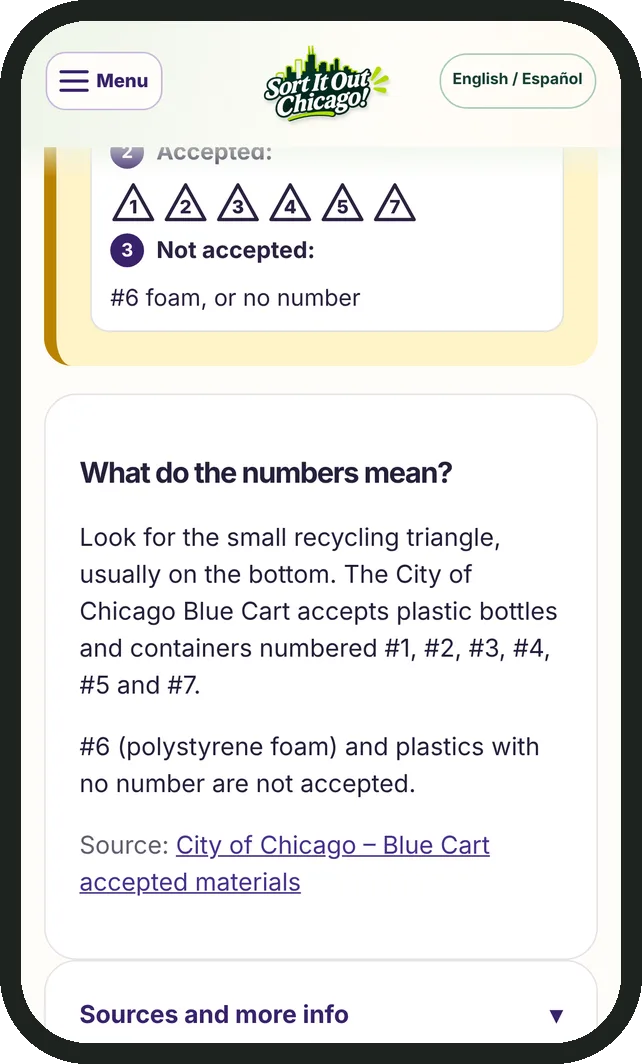 Menu
Sort It Out
Chicago!
English / Español
2 Accepted:
1 2 3 4 5 7
3 Not accepted:
#6 foam, or no number
What do the numbers mean?
Look for the small recycling triangle,
usually on the bottom. The City of
Chicago Blue Cart accepts plastic bottles
and containers numbered #1, #2, #3, #4,
#5 and #7.
#6 (polystyrene foam) and plastics with
no number are not accepted.
Source: City of Chicago – Blue Cart
accepted materials
Sources and more info ▼